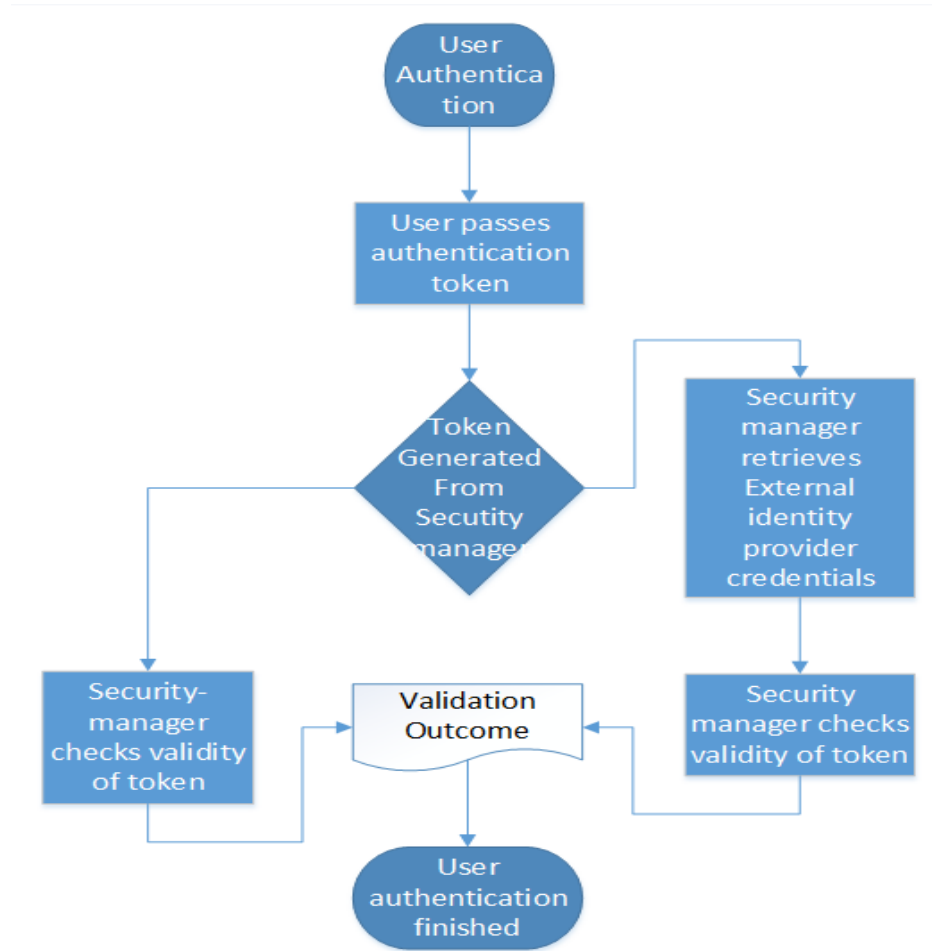 User
Authentica
tion
User passes
authentication
token
Token
Generated
From
Secutity
manager
Security
manager
retrieves
External
identity
provider
credentials
Security-
manager
checks validity
of token
Validation
Outcome
Security
manager checks
validity of token
User
authentication
finished